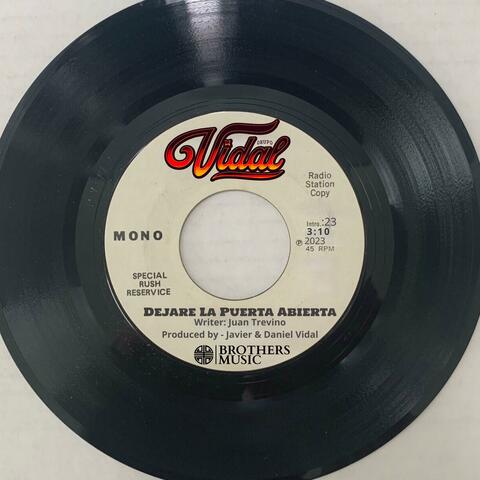 GRUPO
Vidal
Radio
Station
Copy
MONO
Intro.:23
3:10
℗ 2023
45 RPM
SPECIAL
RUSH
RESERVICE
DEJARE LA PUERTA ABIERTA
Writer: Juan Trevino
Produced by - Javier & Daniel Vidal
BROTHERS
MUSIC